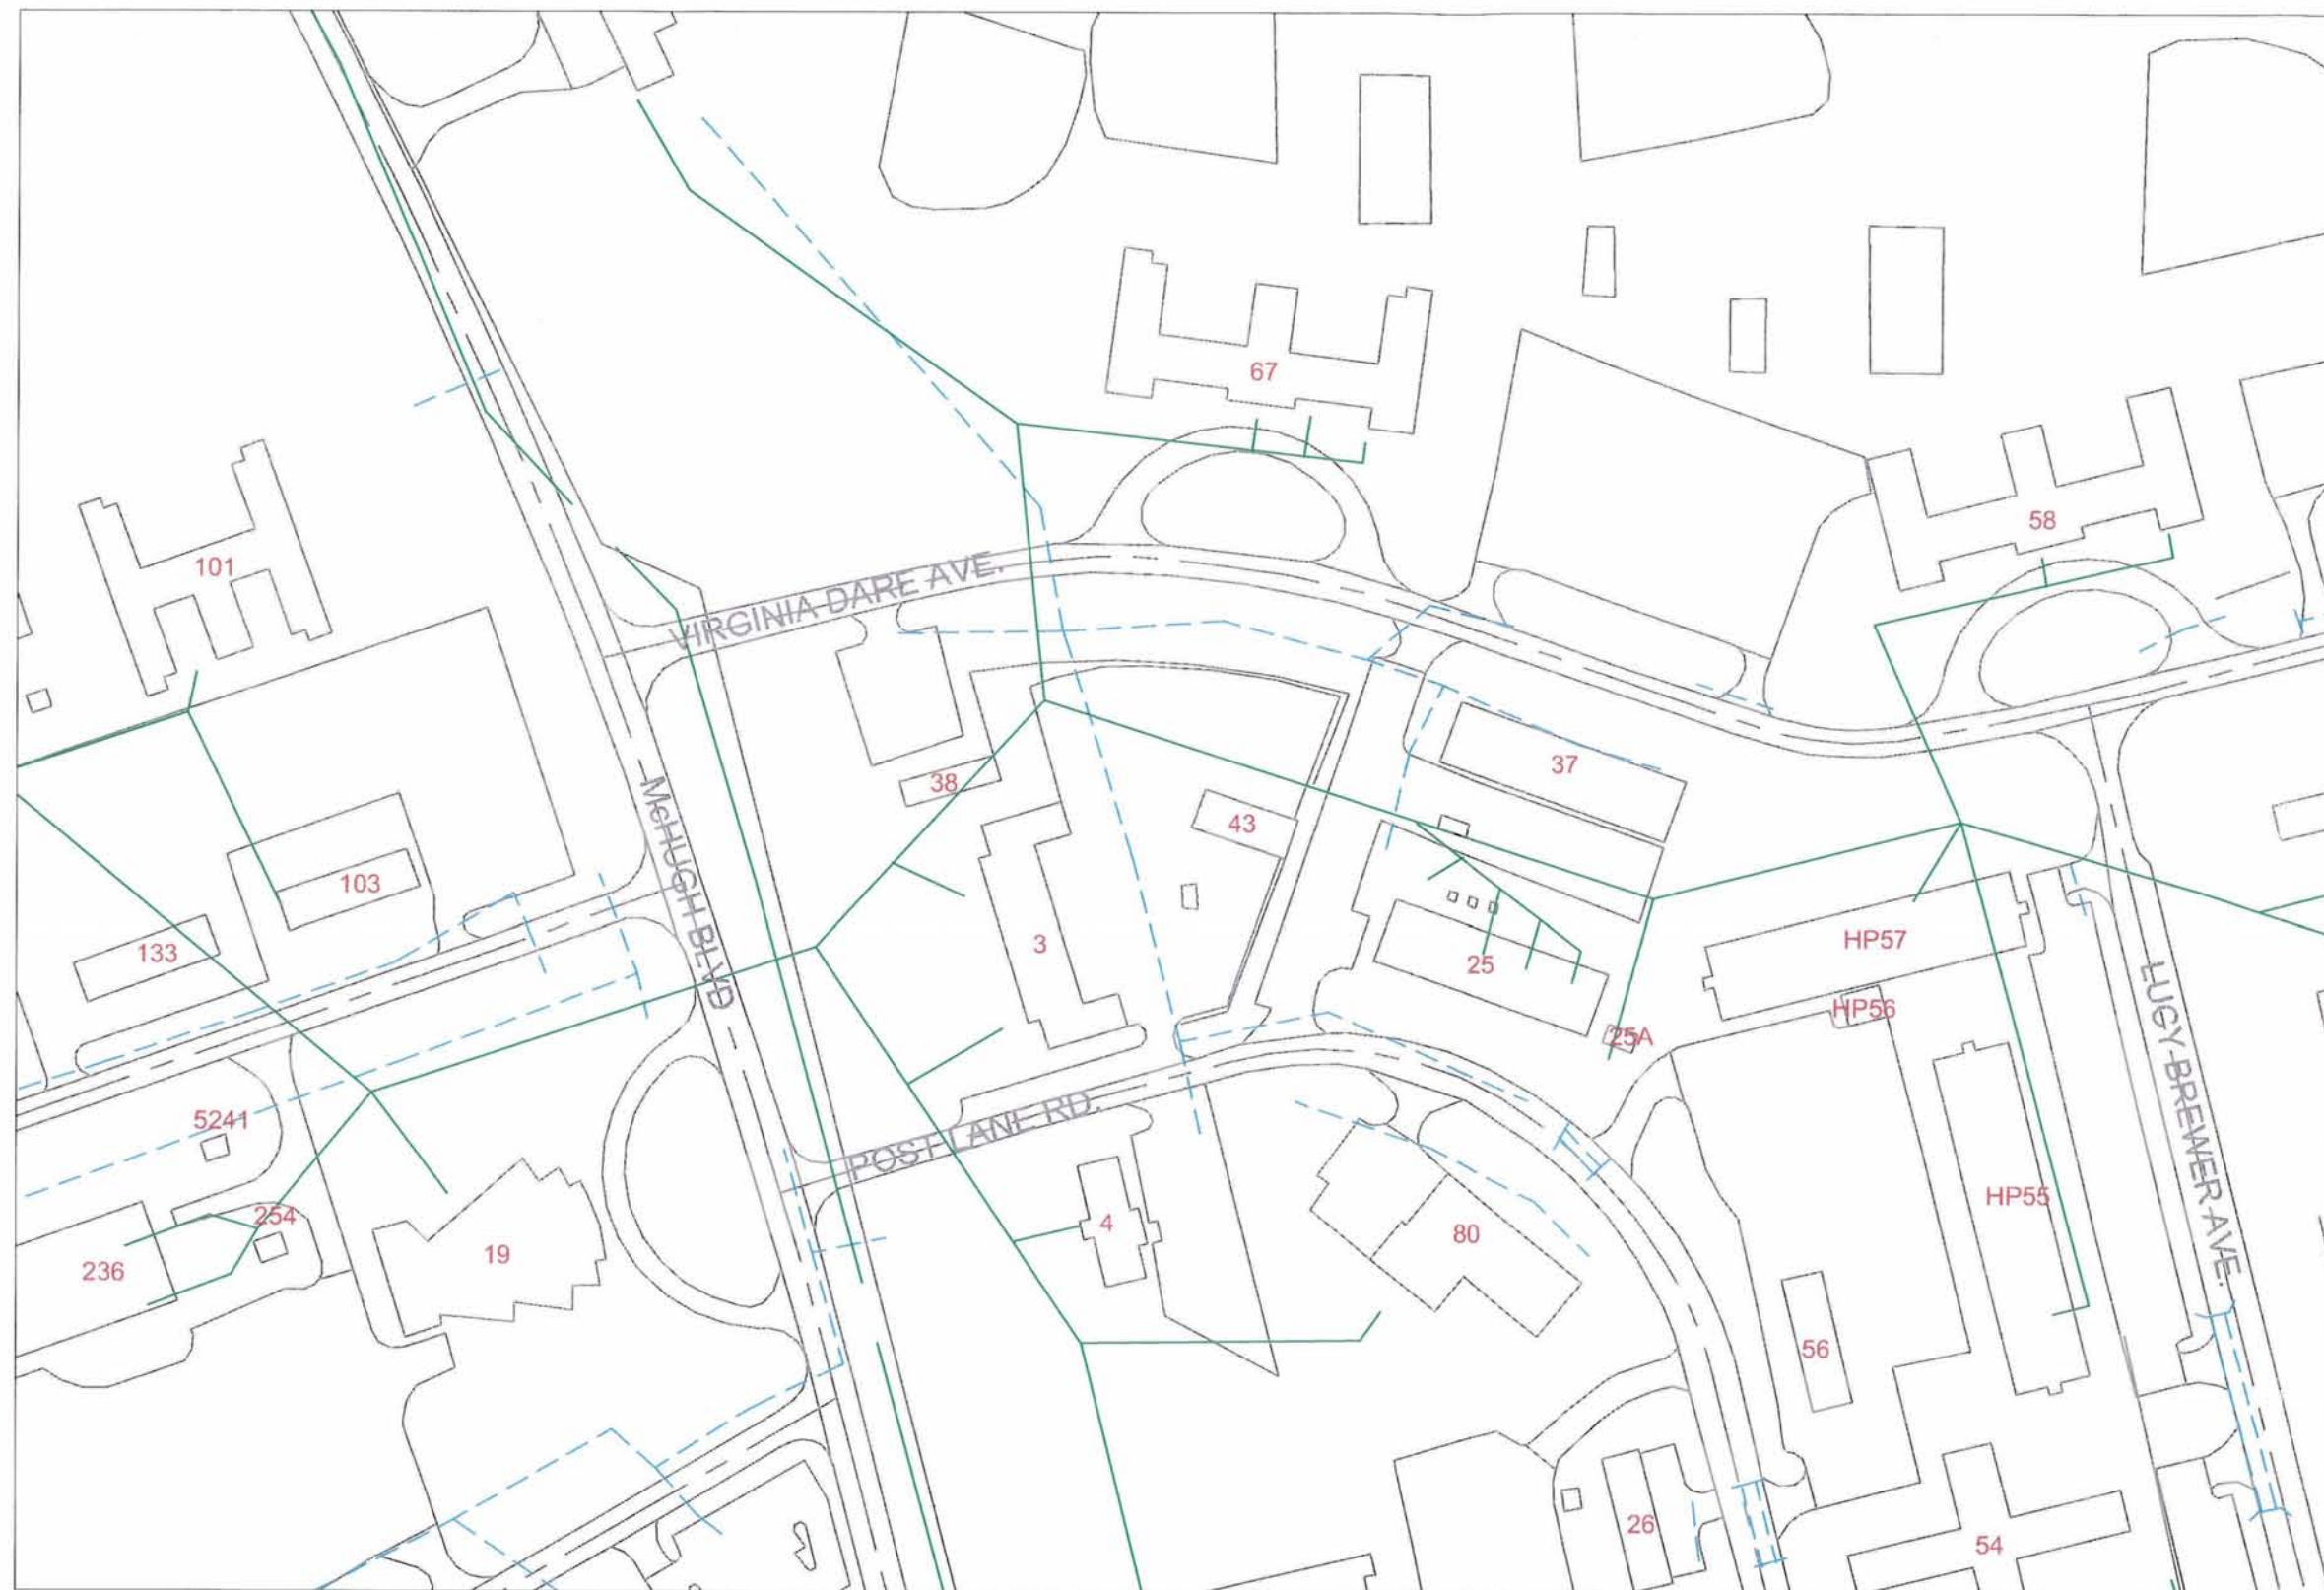 67
58
101
VIRGINIA DARE AVE.
38
37
43
McHUGH BLVD
103
133
3
25
HP57
HP56
25A
LUCY BREWER AVE.
5241
POST LANE RD.
254
4
HP55
236
19
80
56
26
54